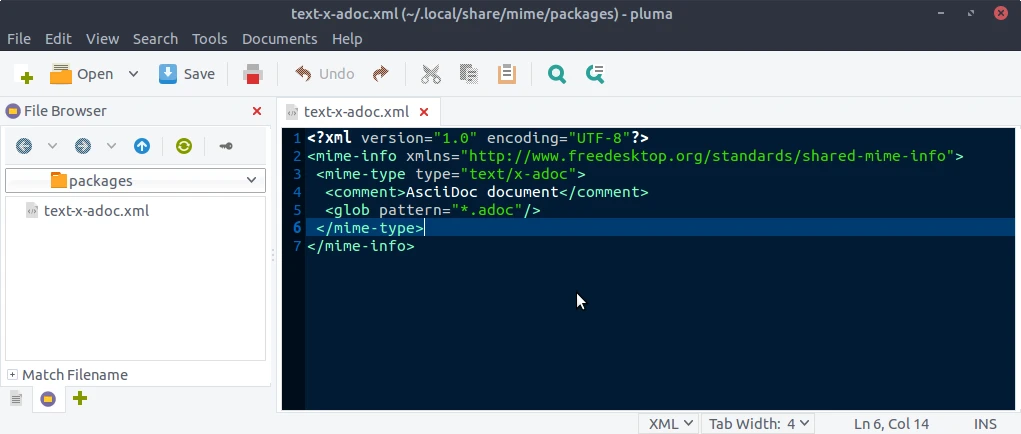 text-x-adoc.xml (~/.local/share/mime/packages) - pluma
File Edit View Search Tools Documents Help
Open Save Undo
File Browser
text-x-adoc.xml
packages
text-x-adoc.xml
1 <?xml version="1.0" encoding="UTF-8"?>
2 <mime-info xmlns="http://www.freedesktop.org/standards/shared-mime-info">
3 <mime-type type="text/x-adoc">
4 <comment>AsciiDoc document</comment>
5 <glob pattern="*.adoc"/>
6 </mime-type>
7 </mime-info>
Match Filename
XML Tab Width: 4 Ln 6, Col 14 INS